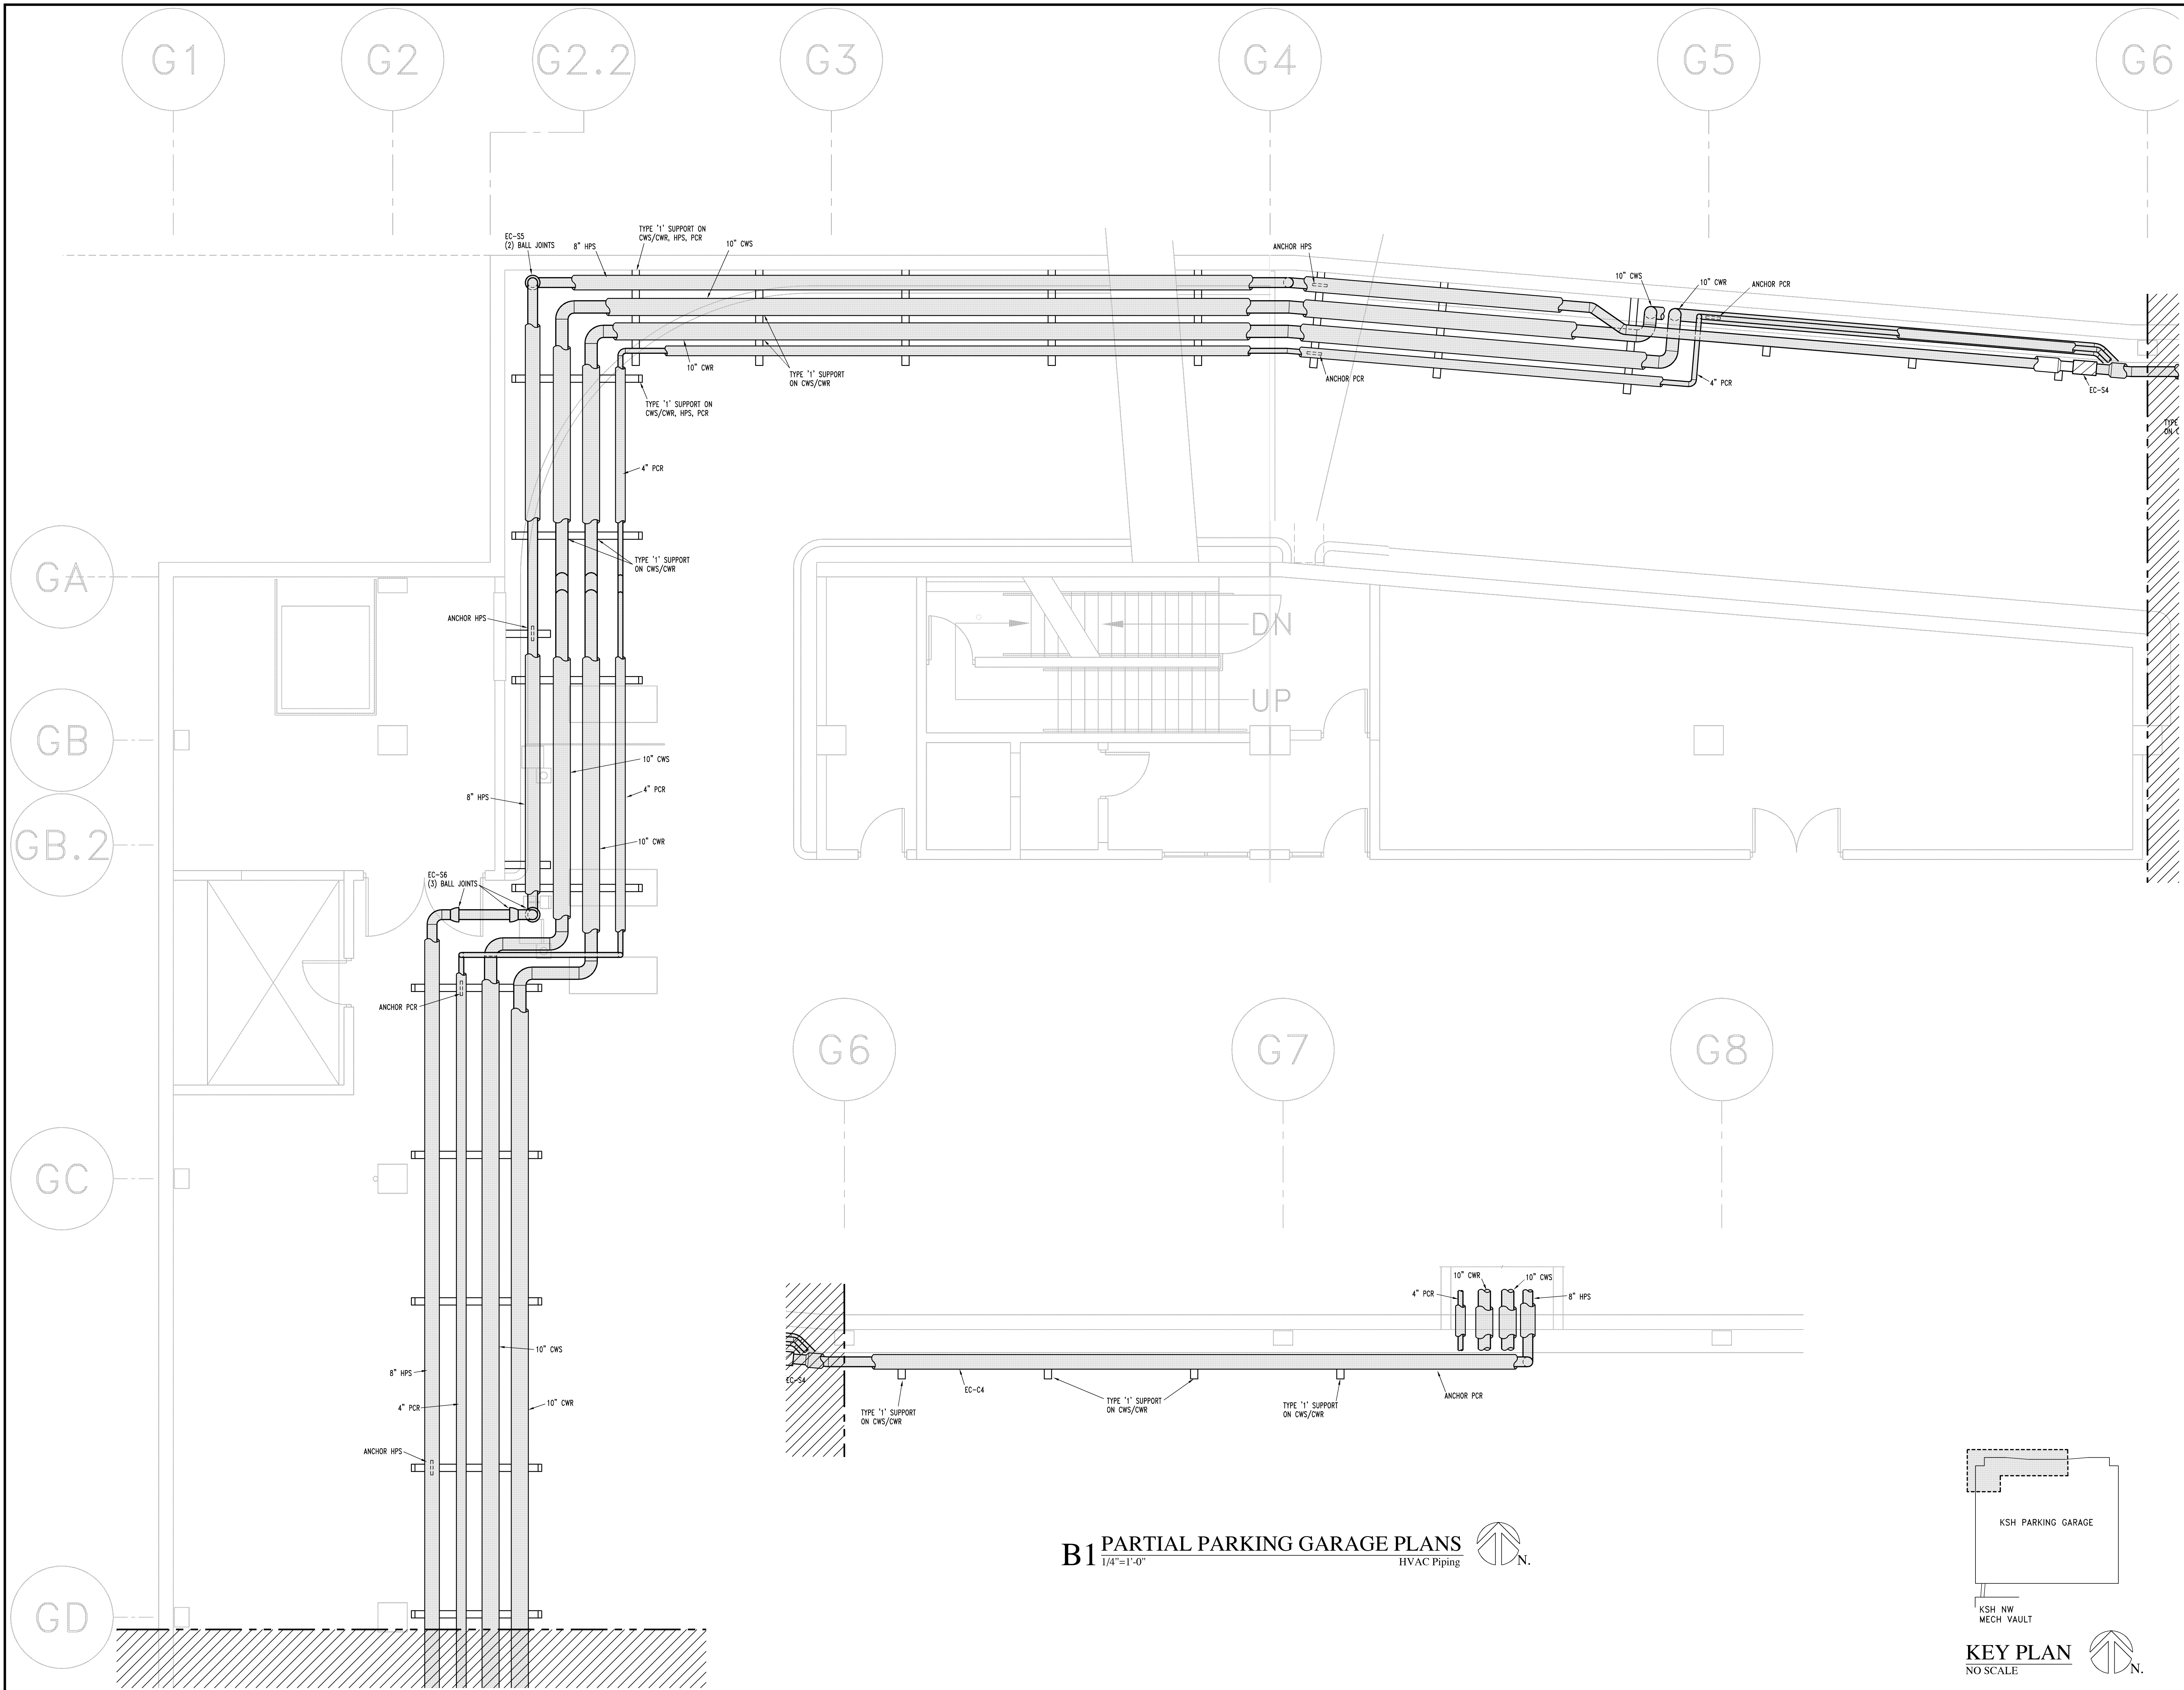 G1
G2
G2.2
G3
G4
G5
G6
EC-S5
(2) BALL JOINTS
8" HPS
TYPE '1' SUPPORT ON
CWS/CWR, HPS, PCR
10" CWS
ANCHOR HPS
10" CWS
10" CWR
ANCHOR PCR
10" CWR
TYPE '1' SUPPORT
ON CWS/CWR
ANCHOR PCR
4" PCR
EC-S4
TYPE '1' SUPPORT ON
CWS/CWR, HPS, PCR
TYPE
ON C
4" PCR
TYPE '1' SUPPORT
ON CWS/CWR
GA
ANCHOR HPS
DN
UP
GB
10" CWS
8" HPS
4" PCR
GB.2
10" CWR
EC-S6
(3) BALL JOINTS
ANCHOR PCR
G6
G7
G8
GC
10" CWS
8" HPS
4" PCR
10" CWR
ANCHOR HPS
10" CWR
10" CWS
4" PCR
8" HPS
EC-S4
TYPE '1' SUPPORT
ON CWS/CWR
EC-C4
TYPE '1' SUPPORT
ON CWS/CWR
TYPE '1' SUPPORT
ON CWS/CWR
ANCHOR PCR
B1 PARTIAL PARKING GARAGE PLANS
1/4"=1'-0" HVAC Piping
N.
KSH PARKING GARAGE
KSH NW
MECH VAULT
GD
KEY PLAN
NO SCALE
N.